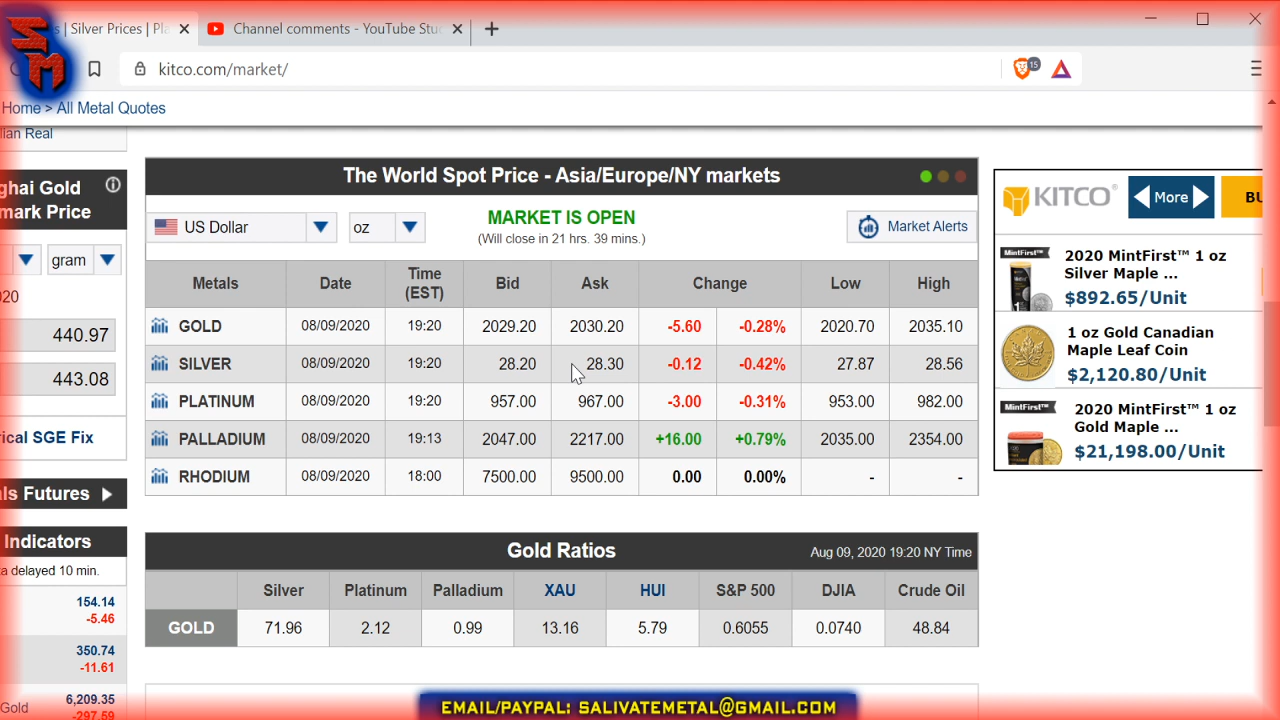 SM
s | Silver Prices | Pla
Channel comments - YouTube Stu
kitco.com/market/
15
Home > All Metal Quotes
lian Real
ghai Gold
mark Price
gram
020
440.97
443.08
rical SGE Fix
ls Futures
Indicators
ta delayed 10 min.
154.14
-5.46
350.74
-11.61
6,209.35
Gold
-297.59
The World Spot Price - Asia/Europe/NY markets
US Dollar
oz
MARKET IS OPEN
(Will close in 21 hrs. 39 mins.)
Market Alerts
Metals Date Time (EST) Bid Ask Change Low High
GOLD 08/09/2020 19:20 2029.20 2030.20 -5.60 -0.28% 2020.70 2035.10
SILVER 08/09/2020 19:20 28.20 28.30 -0.12 -0.42% 27.87 28.56
PLATINUM 08/09/2020 19:20 957.00 967.00 -3.00 -0.31% 953.00 982.00
PALLADIUM 08/09/2020 19:13 2047.00 2217.00 +16.00 +0.79% 2035.00 2354.00
RHODIUM 08/09/2020 18:00 7500.00 9500.00 0.00 0.00% - -
Gold Ratios
Aug 09, 2020 19:20 NY Time
Silver Platinum Palladium XAU HUI S&P 500 DJIA Crude Oil
GOLD 71.96 2.12 0.99 13.16 5.79 0.6055 0.0740 48.84
KITCO®
More
BU
MintFirst™
2020 MintFirst™ 1 oz
Silver Maple ...
$892.65/Unit
1 oz Gold Canadian
Maple Leaf Coin
$2,120.80/Unit
MintFirst™
2020 MintFirst™ 1 oz
Gold Maple ...
$21,198.00/Unit
EMAIL/PAYPAL: SALIVATEMETAL@GMAIL.COM